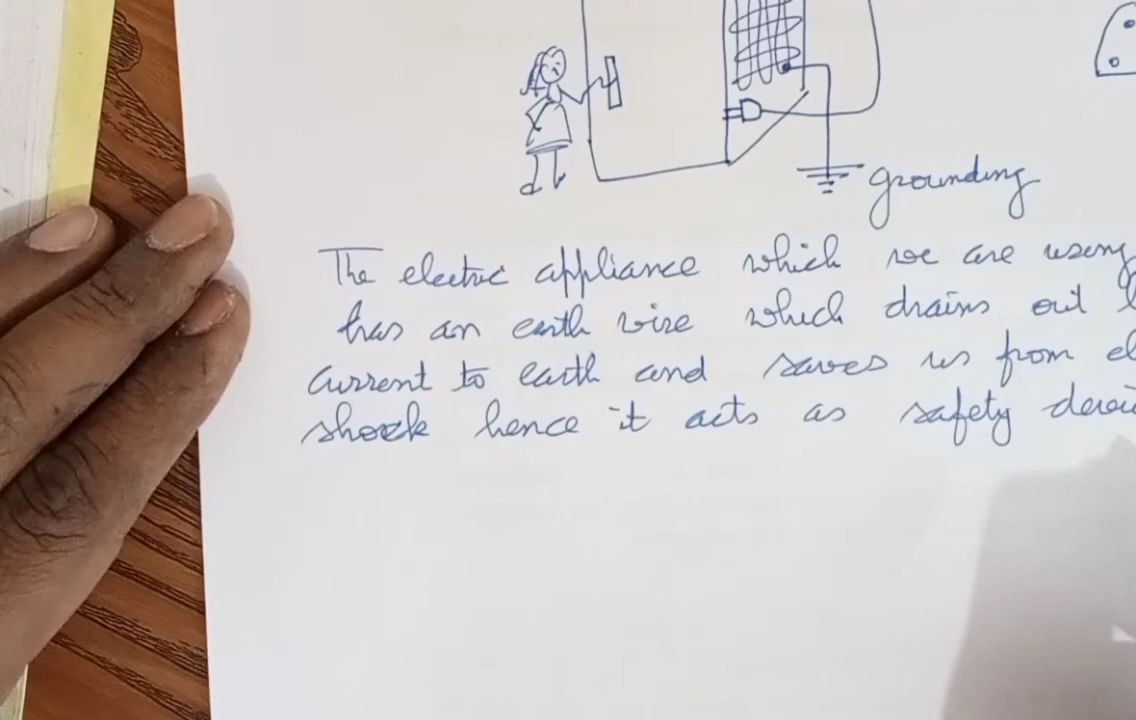 grounding
The electric appliance which we are using
has an earth wire which drains out
current to earth and saves us from
shock hence it acts as safety